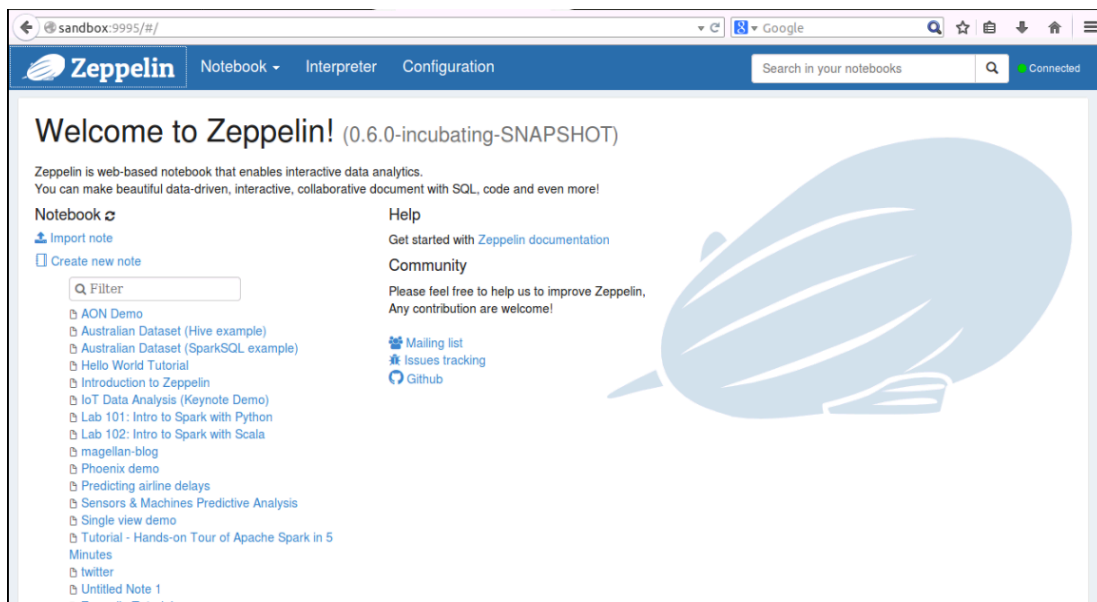 sandbox:9995/#/
Google
Zeppelin
Notebook
Interpreter
Configuration
Search in your notebooks
Connected
Welcome to Zeppelin! (0.6.0-incubating-SNAPSHOT)
Zeppelin is web-based notebook that enables interactive data analytics.
You can make beautiful data-driven, interactive, collaborative document with SQL, code and even more!
Notebook
Import note
Create new note
Filter
AON Demo
Australian Dataset (Hive example)
Australian Dataset (SparkSQL example)
Hello World Tutorial
Introduction to Zeppelin
IoT Data Analysis (Keynote Demo)
Lab 101: Intro to Spark with Python
Lab 102: Intro to Spark with Scala
magellan-blog
Phoenix demo
Predicting airline delays
Sensors & Machines Predictive Analysis
Single view demo
Tutorial - Hands-on Tour of Apache Spark in 5
Minutes
twitter
Untitled Note 1
Help
Get started with Zeppelin documentation
Community
Please feel free to help us to improve Zeppelin,
Any contribution are welcome!
Mailing list
Issues tracking
Github